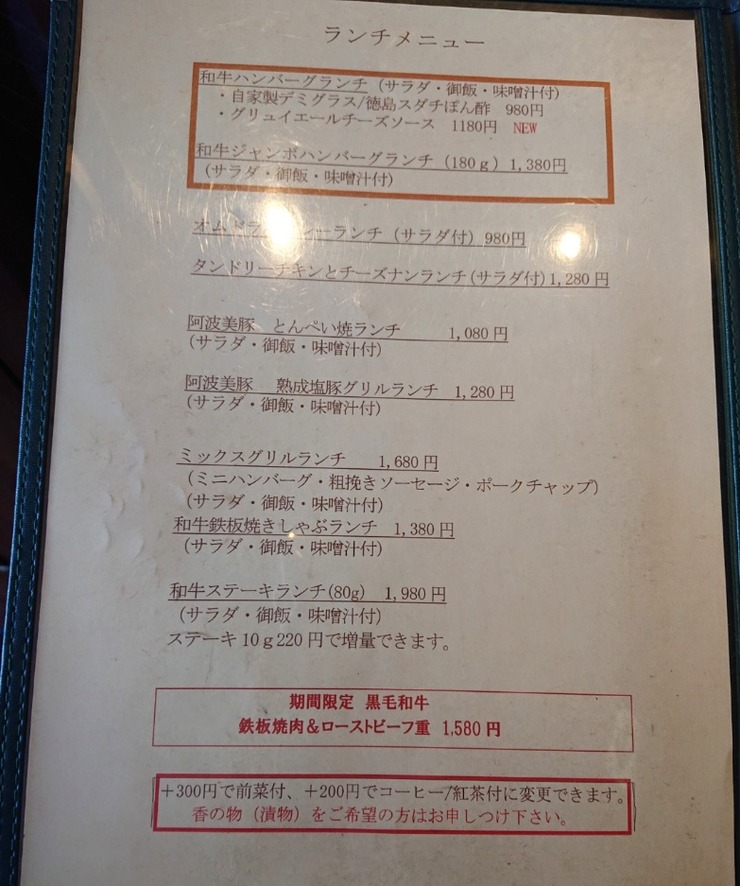 ランチメニュー
和牛ハンバーグランチ（サラダ・御飯・味噌汁付）
・自家製デミグラス/徳島スダチぽん酢　980円
・グリュイエールチーズソース　1180円　NEW
和牛ジャンボハンバーグランチ（180ｇ）1,380円
（サラダ・御飯・味噌汁付）
ランチ（サラダ付）980円
タンドリーチキンとチーズナンランチ(サラダ付)1,280円
阿波美豚　とんぺい焼ランチ　　1,080円
（サラダ・御飯・味噌汁付）
阿波美豚　熟成塩豚グリルランチ　1,280円
（サラダ・御飯・味噌汁付）
ミックスグリルランチ　　1,680円
（ミニハンバーグ・粗挽きソーセージ・ポークチャップ）
（サラダ・御飯・味噌汁付）
和牛鉄板焼きしゃぶランチ　1,380円
（サラダ・御飯・味噌汁付）
和牛ステーキランチ(80g)　1,980円
（サラダ・御飯・味噌汁付）
ステーキ10ｇ220円で増量できます。
期間限定　黒毛和牛
鉄板焼肉＆ローストビーフ重　1,580円
＋300円で前菜付、＋200円でコーヒー/紅茶付に変更できます。
香の物（漬物）をご希望の方はお申しつけ下さい。